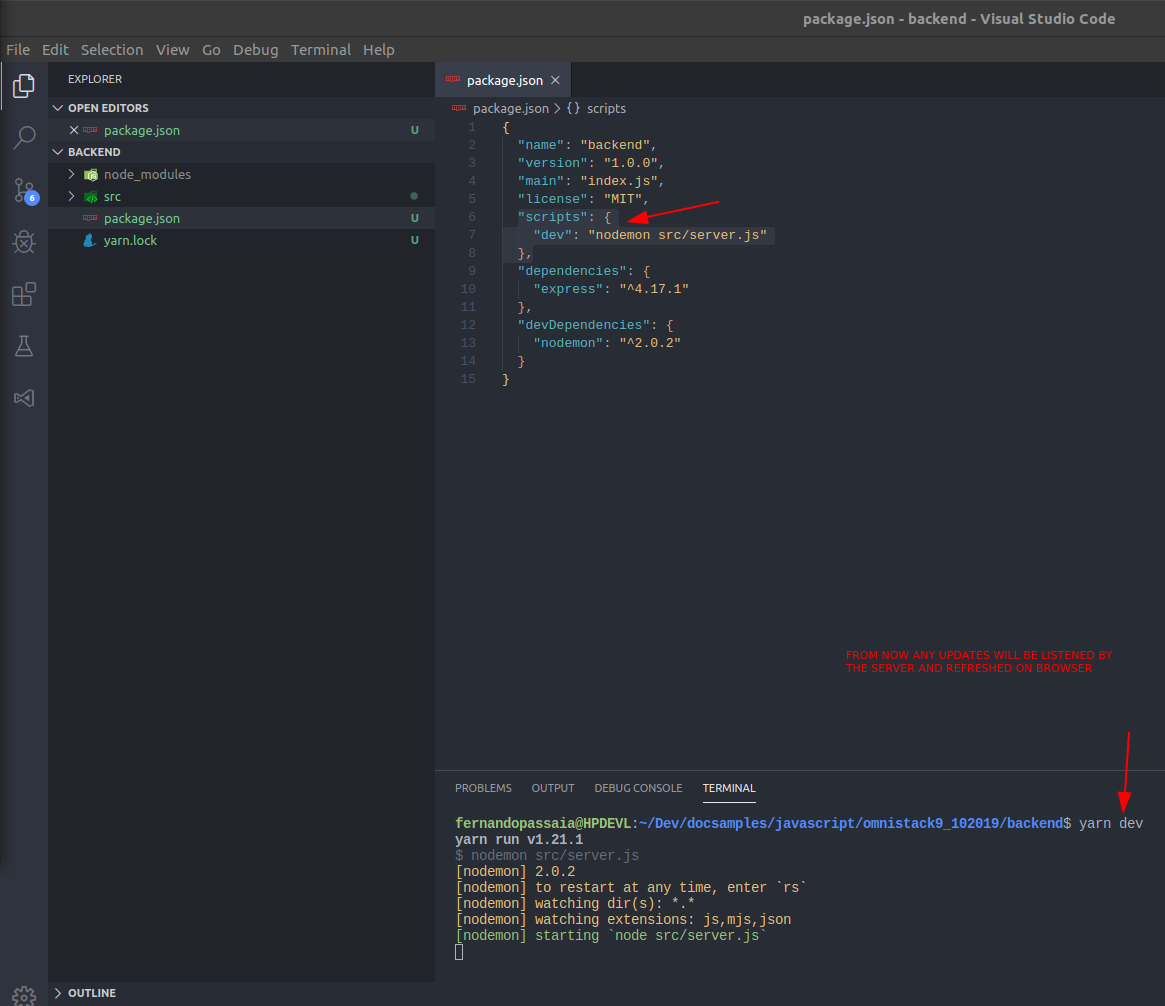 package.json - backend - Visual Studio Code
File Edit Selection View Go Debug Terminal Help
EXPLORER
OPEN EDITORS
package.json U
BACKEND
node_modules
src
package.json U
yarn.lock U
6
OUTLINE
package.json
package.json > {} scripts
1 {
2 "name": "backend",
3 "version": "1.0.0",
4 "main": "index.js",
5 "license": "MIT",
6 "scripts": {
7 "dev": "nodemon src/server.js"
8 },
9 "dependencies": {
10 "express": "^4.17.1"
11 },
12 "devDependencies": {
13 "nodemon": "^2.0.2"
14 }
15 }
FROM NOW ANY UPDATES WILL BE LISTENED BY
THE SERVER AND REFRESHED ON BROWSER
PROBLEMS OUTPUT DEBUG CONSOLE TERMINAL
fernandopassaia@HPDEVL:~/Dev/docsamples/javascript/omnistack9_102019/backend$ yarn dev
yarn run v1.21.1
$ nodemon src/server.js
[nodemon] 2.0.2
[nodemon] to restart at any time, enter `rs`
[nodemon] watching dir(s): *.*
[nodemon] watching extensions: js,mjs,json
[nodemon] starting `node src/server.js`